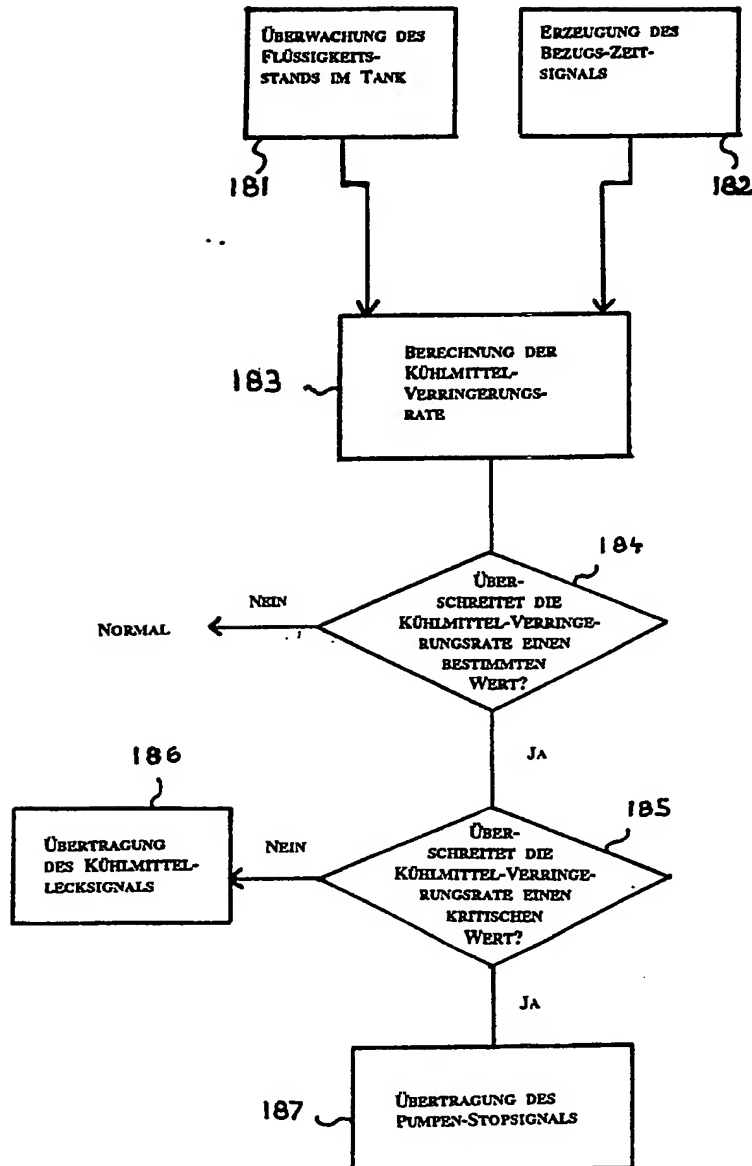 ÜBERWACHUNG DES
FLÜSSIGKEITS-
STANDS IM TANK
ERZEUGUNG DES
BEZUGS-ZEIT-
SIGNALS
181
182
BERECHNUNG DER
KÜHLMITTEL-
VERRINGERUNGS-
RATE
183
184
ÜBER-
SCHREITET DIE
KÜHLMITTEL-VERRINGE-
RUNGSRATE EINEN
BESTIMMTEN
WERT?
NEIN
NORMAL
JA
186
185
ÜBERTRAGUNG
DES KÜHLMITTEL-
LECKSIGNALS
NEIN
ÜBER-
SCHREITET DIE
KÜHLMITTEL-VERRINGE-
RUNGSRATE EINEN
KRITISCHEN
WERT?
JA
187
ÜBERTRAGUNG DES
PUMPEN-STOPSIGNALS